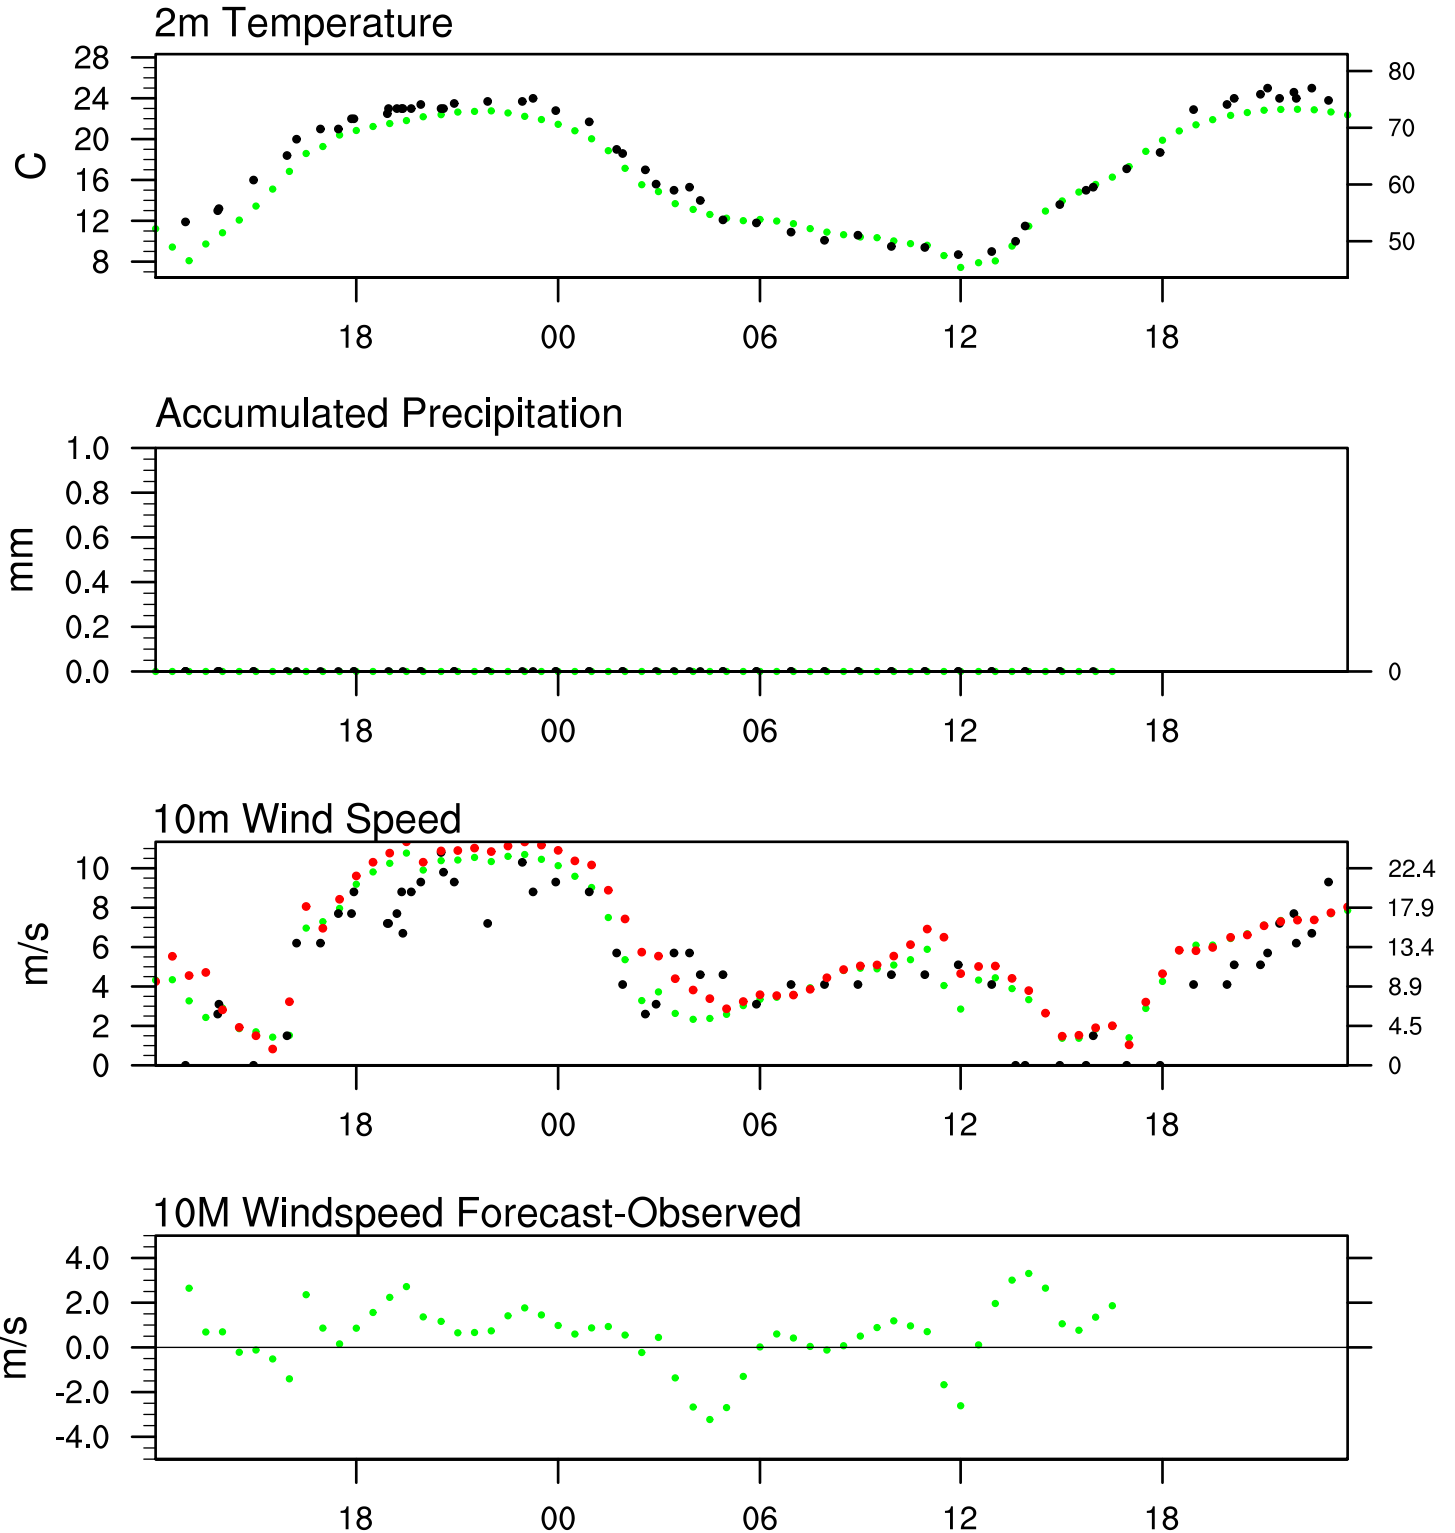 2m Temperature
28
24
20
16
12
8
C
80
70
60
50
18 00 06 12 18
Accumulated Precipitation
1.0
0.8
0.6
0.4
0.2
0.0
mm
0
18 00 06 12 18
10m Wind Speed
10
8
6
4
2
0
m/s
22.4
17.9
13.4
8.9
4.5
0
18 00 06 12 18
10M Windspeed Forecast-Observed
4.0
2.0
0.0
-2.0
-4.0
m/s
18 00 06 12 18